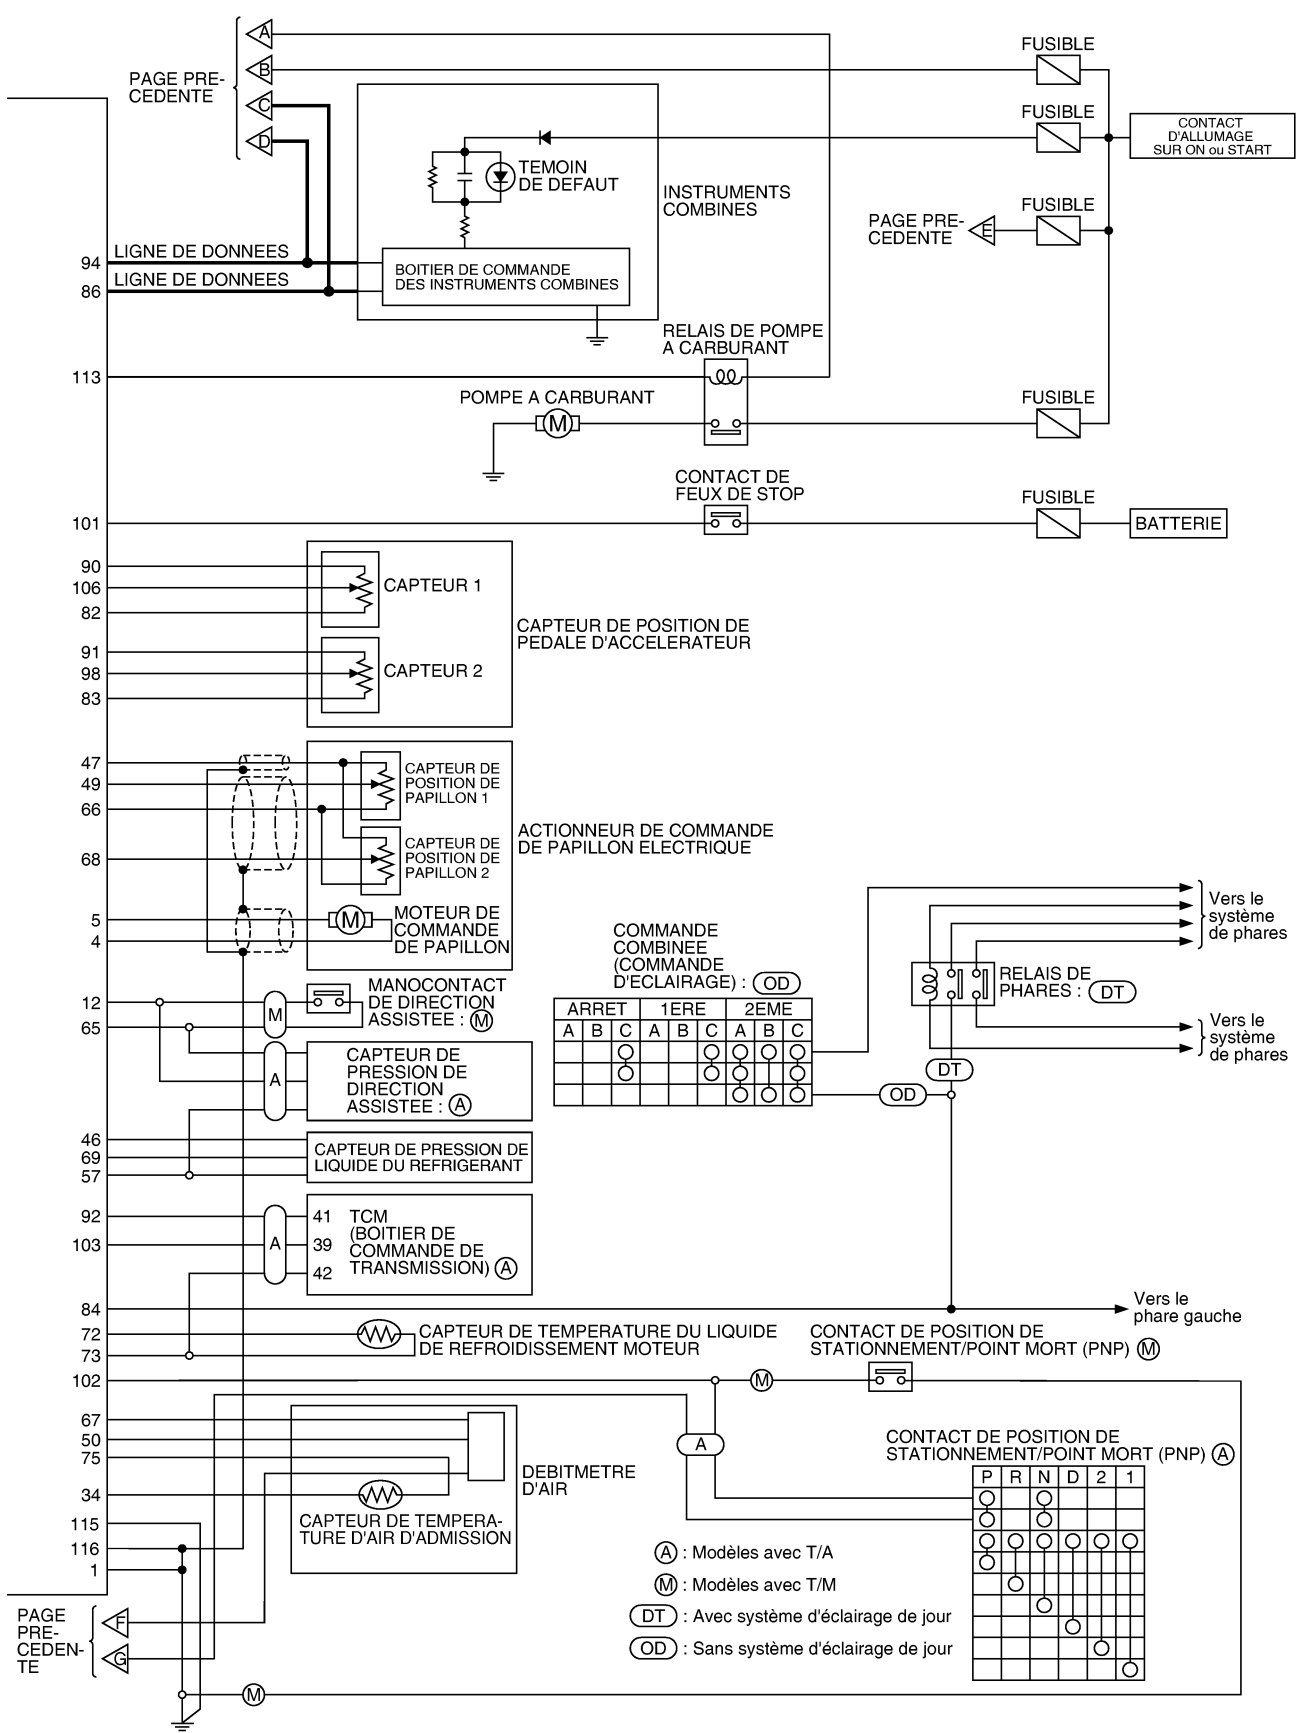 A
B
C
D
PAGE PRE-
CEDENTE
FUSIBLE
FUSIBLE
CONTACT
D'ALLUMAGE
SUR ON ou START
TEMOIN
DE DEFAUT
INSTRUMENTS
COMBINES
PAGE PRE-
CEDENTE
E
FUSIBLE
94
LIGNE DE DONNEES
86
LIGNE DE DONNEES
BOITIER DE COMMANDE
DES INSTRUMENTS COMBINES
RELAIS DE POMPE
A CARBURANT
113
POMPE A CARBURANT
M
FUSIBLE
CONTACT DE
FEUX DE STOP
101
FUSIBLE
BATTERIE
90
106
82
CAPTEUR 1
91
98
83
CAPTEUR 2
CAPTEUR DE POSITION DE
PEDALE D'ACCELERATEUR
47
49
66
68
CAPTEUR DE
POSITION DE
PAPILLON 1
CAPTEUR DE
POSITION DE
PAPILLON 2
ACTIONNEUR DE COMMANDE
DE PAPILLON ELECTRIQUE
5
4
M
MOTEUR DE
COMMANDE
DE PAPILLON
COMMANDE
COMBINEE
(COMMANDE
D'ECLAIRAGE) : OD
ARRET 1ERE 2EME
A B C A B C A B C
OD
Vers le
système
de phares
RELAIS DE
PHARES : DT
Vers le
système
de phares
DT
12
65
M
MANOCONTACT
DE DIRECTION
ASSISTEE : M
A
CAPTEUR DE
PRESSION DE
DIRECTION
ASSISTEE : A
46
69
57
CAPTEUR DE PRESSION DE
LIQUIDE DU REFRIGERANT
92
103
A
41
39
42
TCM
(BOITIER DE
COMMANDE DE
TRANSMISSION) A
84
Vers le
phare gauche
72
73
CAPTEUR DE TEMPERATURE DU LIQUIDE
DE REFROIDISSEMENT MOTEUR
CONTACT DE POSITION DE
STATIONNEMENT/POINT MORT (PNP) M
102
M
67
50
75
34
DEBITMETRE
D'AIR
CAPTEUR DE TEMPERA-
TURE D'AIR D'ADMISSION
A
CONTACT DE POSITION DE
STATIONNEMENT/POINT MORT (PNP) A
P R N D 2 1
115
116
1
A : Modèles avec T/A
M : Modèles avec T/M
DT : Avec système d'éclairage de jour
OD : Sans système d'éclairage de jour
PAGE
PRE-
CEDEN-
TE
F
G
M